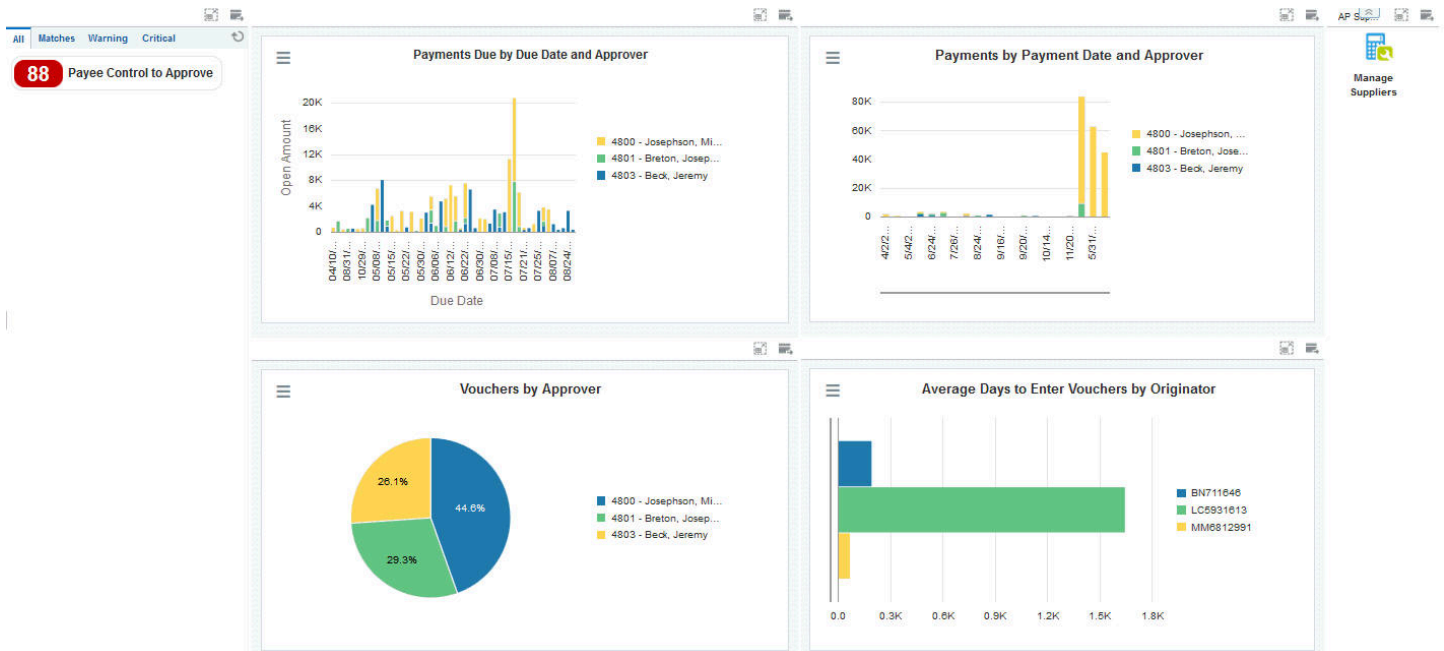 All Matches Warning Critical
88 Payee Control to Approve
Payments Due by Due Date and Approver
20K
16K
12K
8K
4K
0
Open Amount
04/10/...
08/31/...
10/29/...
05/08/...
05/15/...
05/22/...
05/30/...
06/06/...
06/12/...
06/22/...
06/30/...
07/08/...
07/15/...
07/21/...
07/25/...
08/07/...
08/24/...
Due Date
4800 - Josephson, Mi...
4801 - Breton, Josep...
4803 - Beck, Jeremy
Payments by Payment Date and Approver
80K
60K
40K
20K
0
4/2/2...
5/4/2...
6/24/...
7/26/...
8/24/...
9/16/...
9/20/...
10/14...
11/20...
5/31/...
4800 - Josephson, ...
4801 - Breton, Jose...
4803 - Beck, Jeremy
AP Sup...
Manage
Suppliers
Vouchers by Approver
26.1%
44.6%
29.3%
4800 - Josephson, Mi...
4801 - Breton, Josep...
4803 - Beck, Jeremy
Average Days to Enter Vouchers by Originator
0.0 0.3K 0.6K 0.9K 1.2K 1.5K 1.8K
BN711646
LC5931613
MM6812991